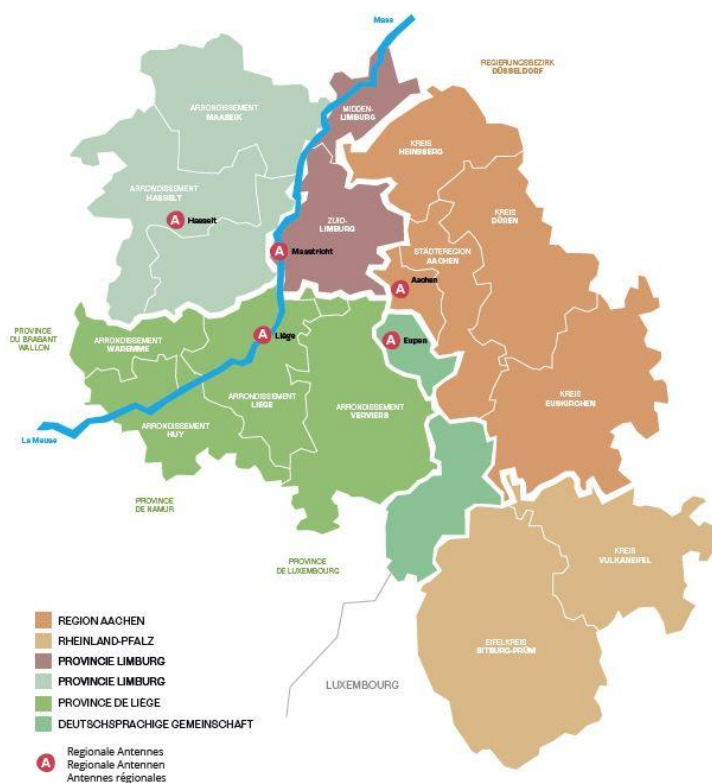 Maas
REGIERUNGSBEZIRK
DÜSSELDORF
ARRONDISSEMENT
MAASEIK
MIDDEN-
LIMBURG
KREIS
HEINSBERG
ARRONDISSEMENT
HASSELT
A
Hasselt
ZUID-
LIMBURG
KREIS
DÜREN
A
Maastricht
STÄDTEREGION
AACHEN
A
Aachen
PROVINCE
DU BRABANT
WALLON
ARRONDISSEMENT
WAREMME
A
Liège
A
Eupen
ARRONDISSEMENT
LIEGE
ARRONDISSEMENT
VERVIERS
KREIS
EUSKIRCHEN
La Meuse
ARRONDISSEMENT
HUY
PROVINCE
DE NAMUR
PROVINCE
DE LUXEMBOURG
KREIS
VULKANEIFEL
EIFELKREIS
BITBURG-PRÜM
LUXEMBOURG
REGION AACHEN
RHEINLAND-PFALZ
PROVINCIE LIMBURG
PROVINCIE LIMBURG
PROVINCE DE LIÈGE
DEUTSCHSPRACHIGE GEMEINSCHAFT
A
Regionale Antennes
Regionale Antennen
Antennes régionales